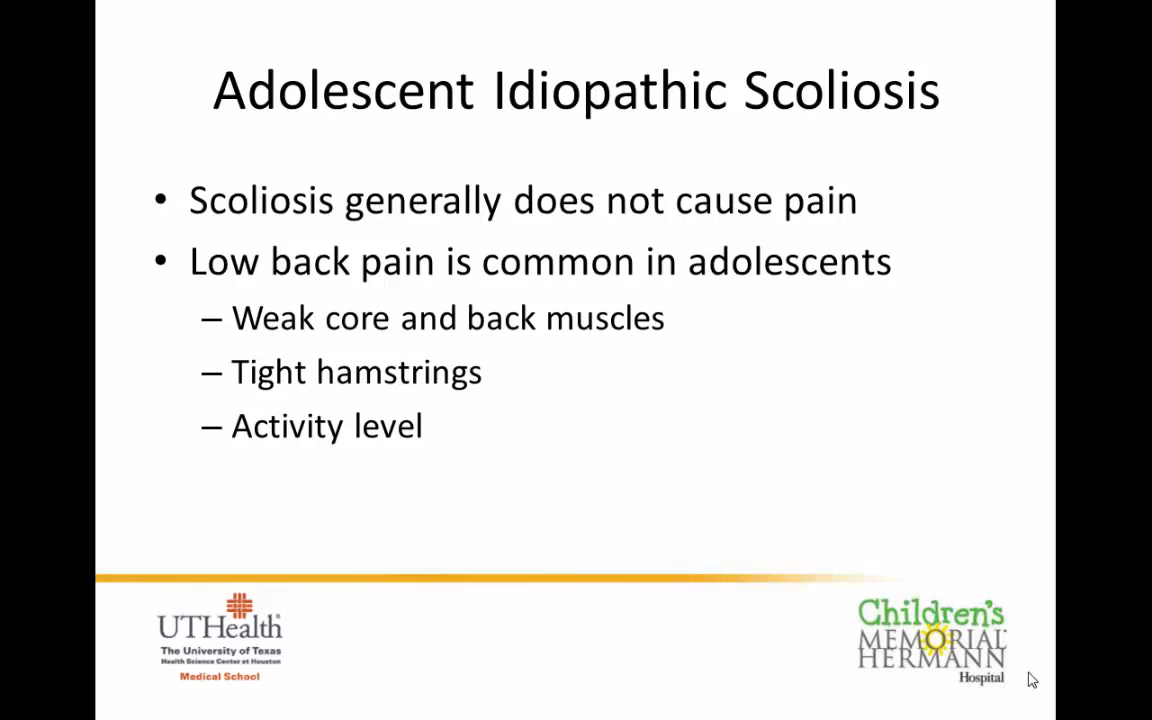 Adolescent Idiopathic Scoliosis
• Scoliosis generally does not cause pain
• Low back pain is common in adolescents
– Weak core and back muscles
– Tight hamstrings
– Activity level
UTHealth
The University of Texas
Health Science Center at Houston
Medical School
Children's
MEMORIAL
HERMANN
Hospital